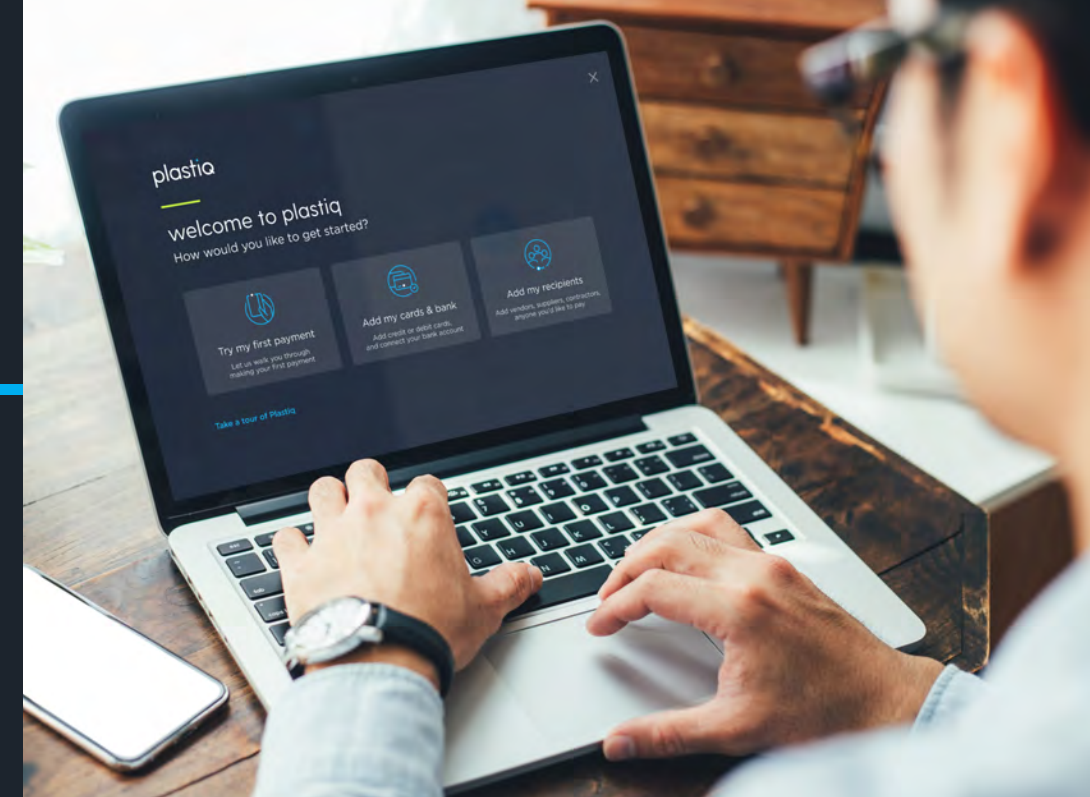 plastiq
welcome to plastiq
How would you like to get started?
Try my first payment
Let us walk you through
making your first payment
Add my cards & bank
Add credit or debit cards,
and connect your bank account
Add my recipients
Add vendors, suppliers, contractors,
anyone you'd like to pay
Take a tour of Plastiq